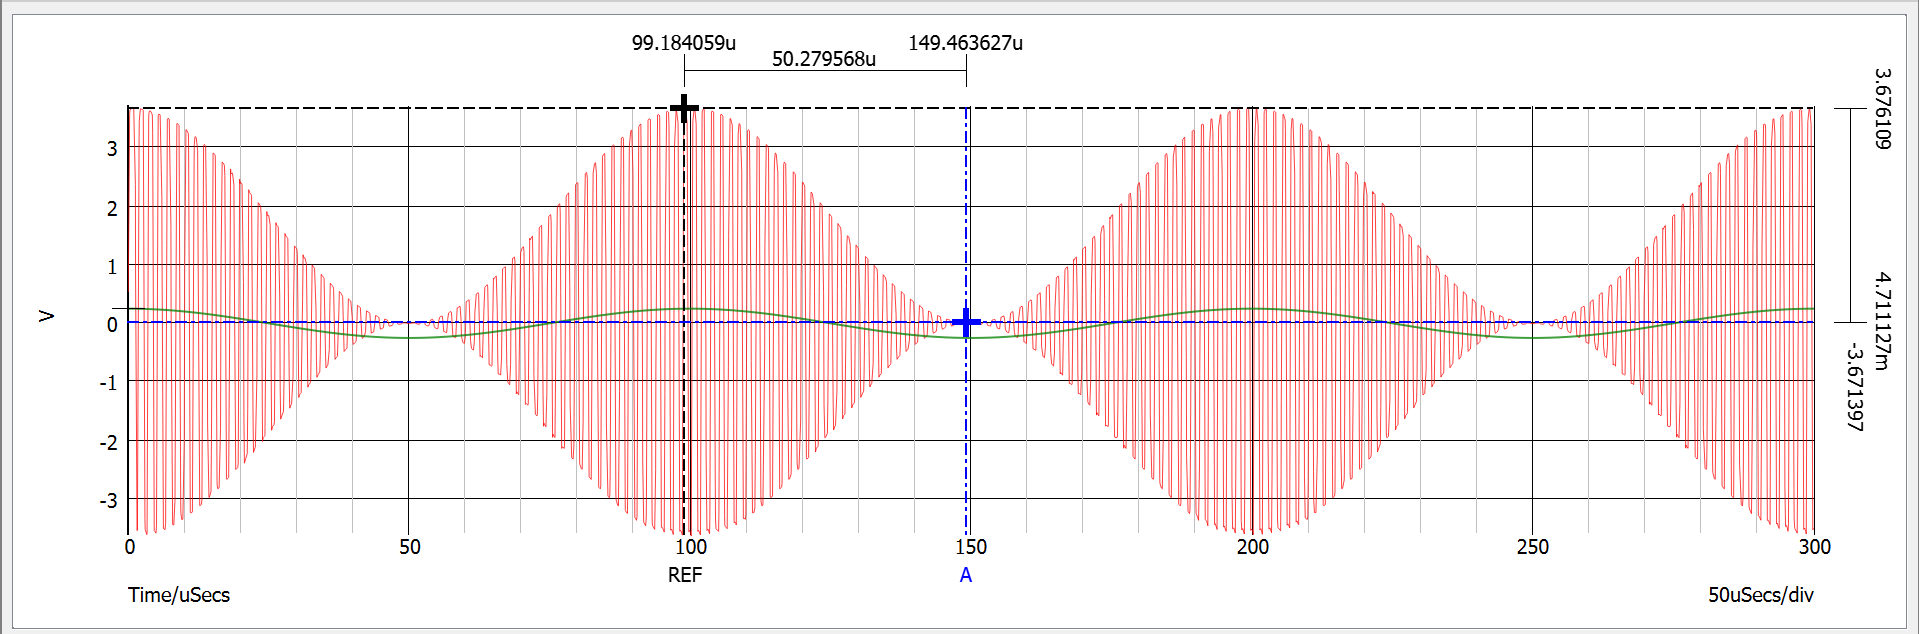 99.184059u
149.463627u
50.279568u
3.676109
4.711127m
-3.671397
V
3
2
1
0
-1
-2
-3
0
50
100
150
200
250
300
REF
A
Time/uSecs
50uSecs/div